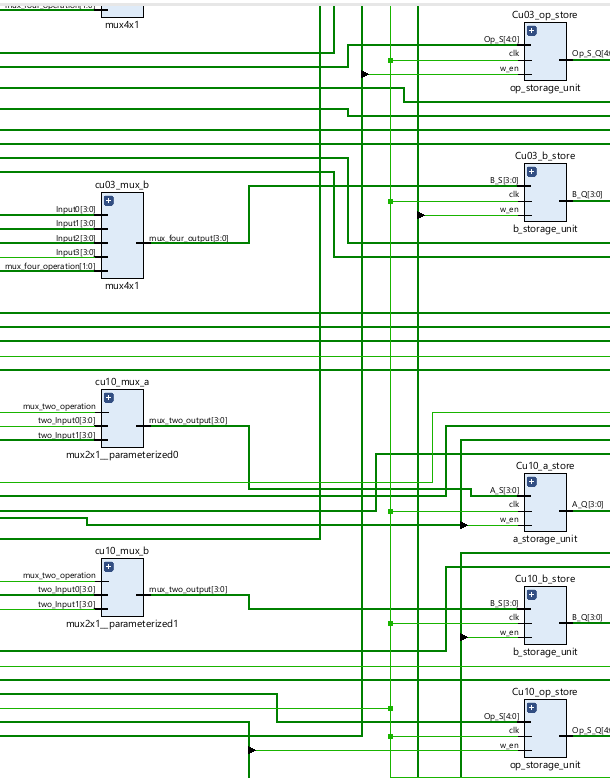 mux_four_operation[1:0]
mux4x1
Cu03_op_store
Op_S[4:0]
clk
w_en
op_storage_unit
Cu03_b_store
B_S[3:0]
clk
w_en
B_Q[3:0]
b_storage_unit
cu03_mux_b
Input0[3:0]
Input1[3:0]
Input2[3:0]
Input3[3:0]
mux_four_operation[1:0]
mux_four_output[3:0]
mux4x1
cu10_mux_a
mux_two_operation
two_Input0[3:0]
two_Input1[3:0]
mux_two_output[3:0]
mux2x1__parameterized0
Cu10_a_store
A_S[3:0]
clk
w_en
A_Q[3:0]
a_storage_unit
cu10_mux_b
mux_two_operation
two_Input0[3:0]
two_Input1[3:0]
mux_two_output[3:0]
mux2x1__parameterized1
Cu10_b_store
B_S[3:0]
clk
w_en
B_Q[3:0]
b_storage_unit
Cu10_op_store
Op_S[4:0]
clk
w_en
op_storage_unit